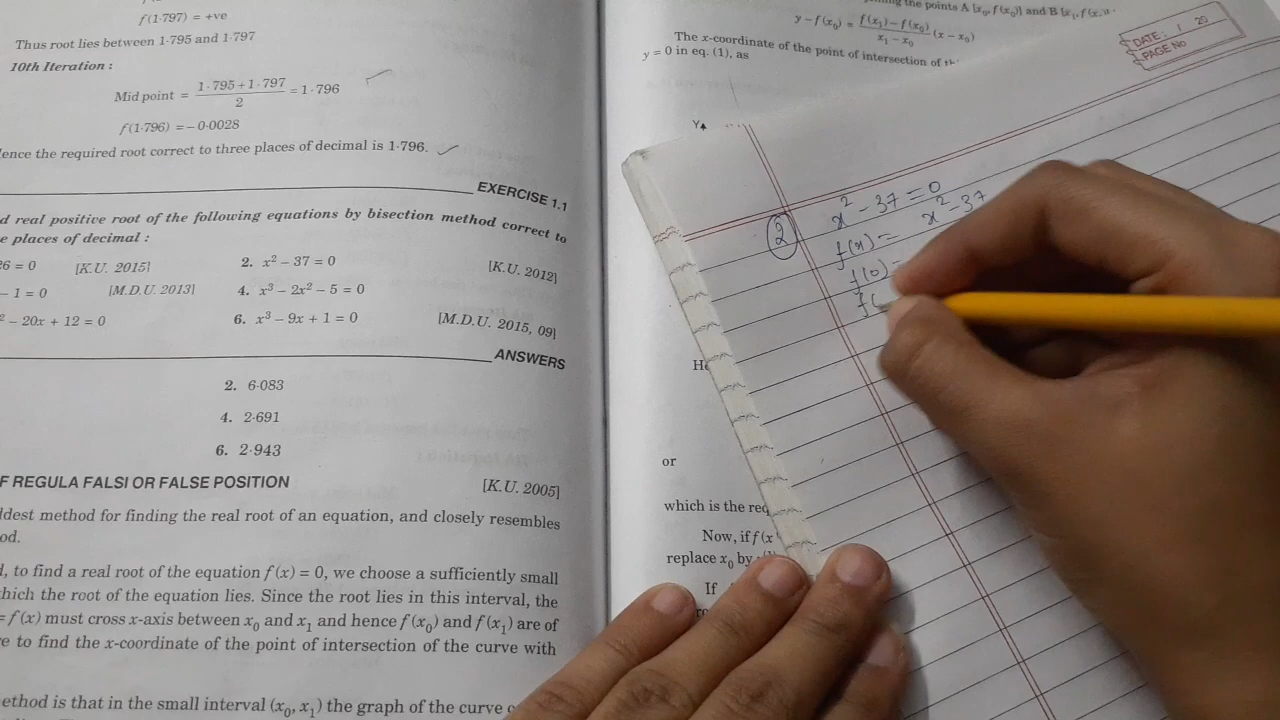 f(1·797) = +ve
Thus root lies between 1·795 and 1·797
10th Iteration :
Mid point = 1·795 + 1·797 / 2 = 1·796
f(1·796) = – 0·0028
the required root correct to three places of decimal is 1·796.
EXERCISE 1.1
real positive root of the following equations by bisection method correct to
places of decimal :
6 = 0 [K.U. 2015]
2. x² – 37 = 0 [K.U. 2012]
– 1 = 0 [M.D.U. 2013]
4. x³ – 2x² – 5 = 0
² – 20x + 12 = 0
6. x³ – 9x + 1 = 0 [M.D.U. 2015, 09]
ANSWERS
2. 6·083
4. 2·691
6. 2·943
F REGULA FALSI OR FALSE POSITION [K.U. 2005]
method for finding the real root of an equation, and closely resembles
to find a real root of the equation f(x) = 0, we choose a sufficiently small
the root of the equation lies. Since the root lies in this interval, the
= f(x) must cross x-axis between x₀ and x₁ and hence f(x₀) and f(x₁) are of
to find the x-coordinate of the point of intersection of the curve with
is that in the small interval (x₀, x₁) the graph of the curve
the points A [x₀, f(x₀)] and B [x₁, f(x₁)]
y – f(x₀) = f(x₁) – f(x₀) / x₁ – x₀ (x – x₀)
The x-coordinate of the point of intersection of
y = 0 in eq. (1), as
Y
or
which is the
Now, if f(x
replace x₀ by
If
DATE: 1 20
PAGE No
2 x² – 37 = 0
f(x) = x² – 37
f(0) =
f(